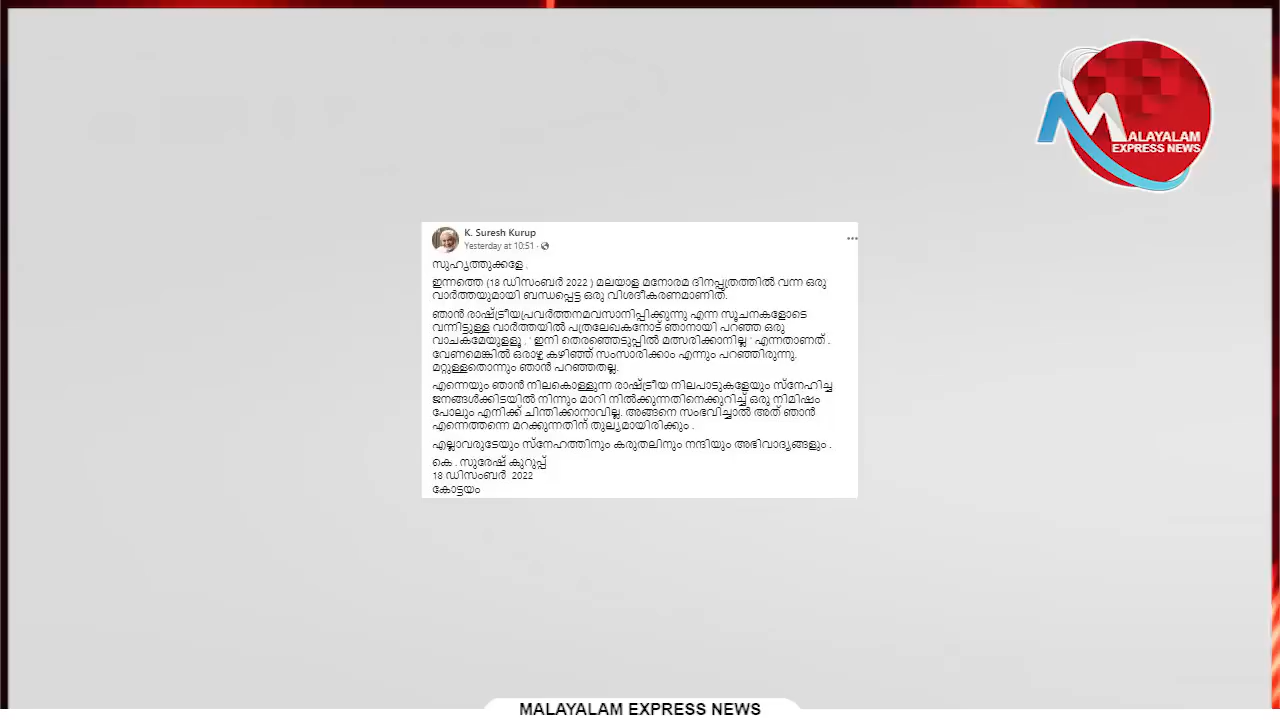 MALAYALAM
EXPRESS NEWS
K. Suresh Kurup
Yesterday at 10:51 ·
സുഹൃത്തുക്കളേ .
ഇന്നത്തെ (18 ഡിസംബർ 2022 ) മലയാള മനോരമ ദിനപ്പത്രത്തിൽ വന്ന ഒരു
വാർത്തയുമായി ബന്ധപ്പെട്ട ഒരു വിശദീകരണമാണിത്.
ഞാൻ രാഷ്ട്രീയപ്രവർത്തനമവസാനിപ്പിക്കുന്നു എന്ന സൂചനകളോടെ
വന്നിട്ടുള്ള വാർത്തയിൽ പത്രലേഖകനോട് ഞാനായി പറഞ്ഞ ഒരു
വാചകമേയുളളൂ . ' ഇനി തെരഞ്ഞെടുപ്പിൽ മത്സരിക്കാനില്ല ' എന്നതാണത് .
വേണമെങ്കിൽ ഒരാഴ്ച കഴിഞ്ഞ് സംസാരിക്കാം എന്നും പറഞ്ഞിരുന്നു.
മറ്റുള്ളതൊന്നും ഞാൻ പറഞ്ഞതല്ല.
എന്നെയും ഞാൻ നിലകൊള്ളുന്ന രാഷ്ട്രീയ നിലപാടുകളേയും സ്നേഹിച്ച
ജനങ്ങൾക്കിടയിൽ നിന്നും മാറി നിൽക്കുന്നതിനെക്കുറിച്ച് ഒരു നിമിഷം
പോലും എനിക്ക് ചിന്തിക്കാനാവില്ല. അങ്ങനെ സംഭവിച്ചാൽ അത് ഞാൻ
എന്നെത്തന്നെ മറക്കുന്നതിന് തുല്യമായിരിക്കും .
എല്ലാവരുടേയും സ്നേഹത്തിനും കരുതലിനും നന്ദിയും അഭിവാദ്യങ്ങളും .
കെ . സുരേഷ് കുറുപ്പ്
18 ഡിസംബർ 2022
കോട്ടയം
MALAYALAM EXPRESS NEWS